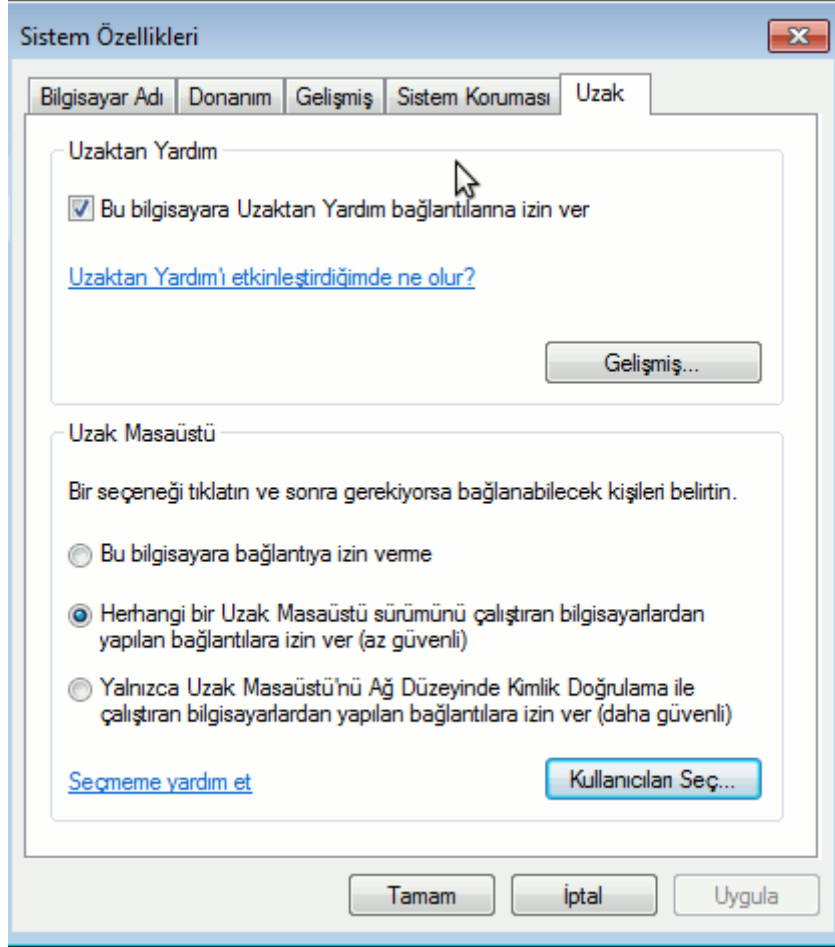 Sistem Özellikleri
Bilgisayar Adı Donanım Gelişmiş Sistem Koruması Uzak
Uzaktan Yardım
Bu bilgisayara Uzaktan Yardım bağlantılarına izin ver
Uzaktan Yardım'ı etkinleştirdiğimde ne olur?
Gelişmiş...
Uzak Masaüstü
Bir seçeneği tıklatın ve sonra gerekiyorsa bağlanabilecek kişileri belirtin.
Bu bilgisayara bağlantıya izin verme
Herhangi bir Uzak Masaüstü sürümünü çalıştıran bilgisayarlardan
yapılan bağlantılara izin ver (az güvenli)
Yalnızca Uzak Masaüstü'nü Ağ Düzeyinde Kimlik Doğrulama ile
çalıştıran bilgisayarlardan yapılan bağlantılara izin ver (daha güvenli)
Seçmeme yardım et
Kullanıcıları Seç...
Tamam İptal Uygula